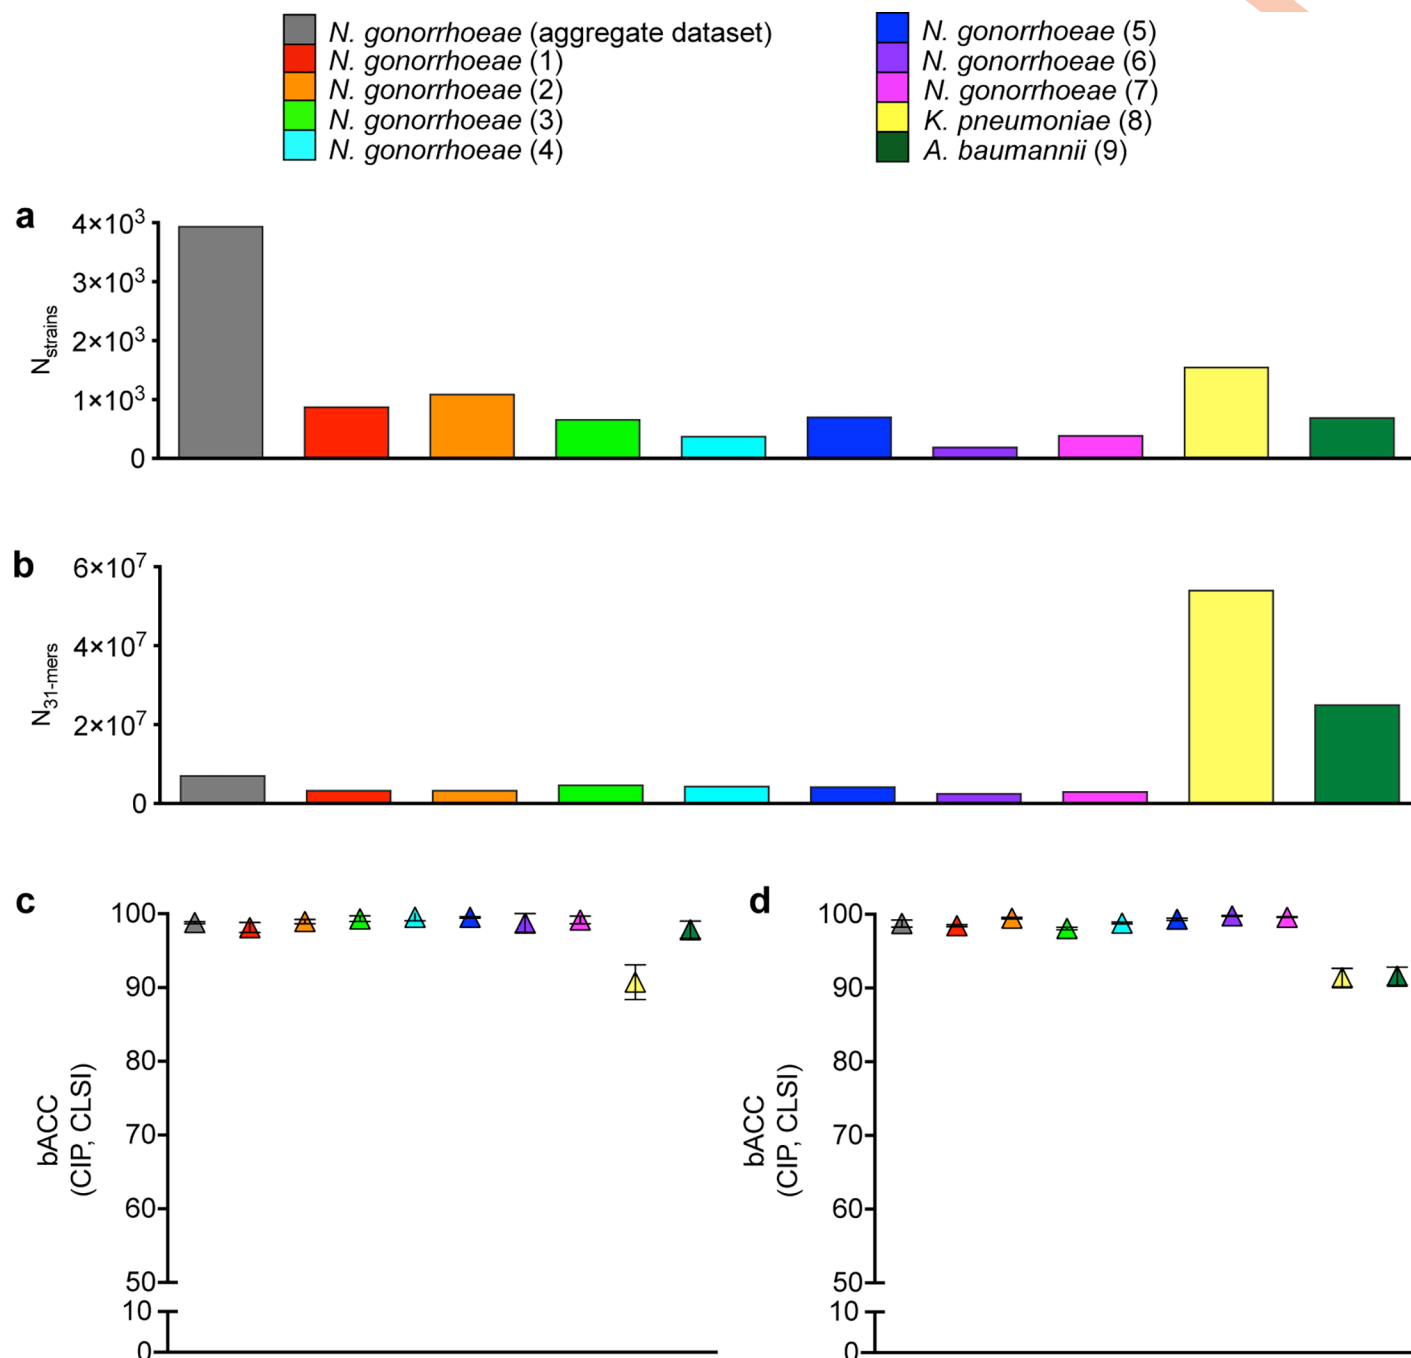 N. gonorrhoeae (aggregate dataset)
N. gonorrhoeae (1)
N. gonorrhoeae (2)
N. gonorrhoeae (3)
N. gonorrhoeae (4)
N. gonorrhoeae (5)
N. gonorrhoeae (6)
N. gonorrhoeae (7)
K. pneumoniae (8)
A. baumannii (9)
a
4×10³
3×10³
2×10³
1×10³
0
Nstrains
b
6×10⁷
4×10⁷
2×10⁷
0
N31-mers
c
100
90
80
70
60
50
10
0
bACC
(CIP, CLSI)
d
100
90
80
70
60
50
10
0
bACC
(CIP, CLSI)